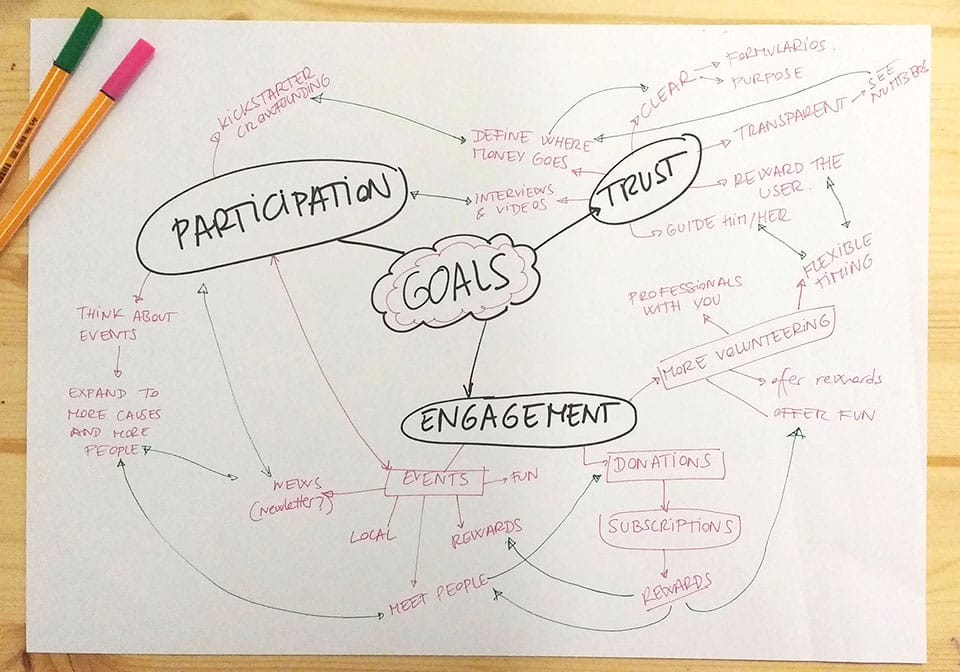 KICKSTARTER
CROWFOUNDING
FORMULARIOS.
CLEAR
PURPOSE
SEE
NUMBERS
DEFINE WHERE
MONEY GOES
TRANSPARENT
TRUST
PARTICIPATION
INTERVIEWS
& VIDEOS
REWARD THE
USER.
GUIDE HIM/HER
GOALS
FLEXIBLE
TIMING
PROFESSIONALS
WITH YOU
THINK ABOUT
EVENTS
MORE VOLUNTEERING
EXPAND TO
MORE CAUSES
AND MORE
PEOPLE
ENGAGEMENT
offer rewards
OFFER FUN
EVENTS
FUN
DONATIONS
NEWS
(Newletter?)
LOCAL
REWARDS
SUBSCRIPTIONS
MEET PEOPLE
REWARDS